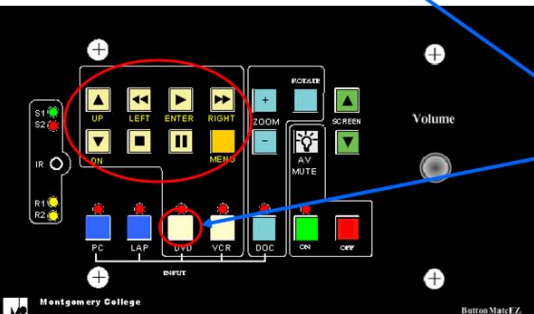 ROTATE
S1
S2
UP LEFT ENTER RIGHT
ZOOM
+
SCREEN
Volume
DN
MENU
-
AV
MUTE
IR
R1
R2
PC LAP DVD VCR DOC ON OFF
INPUT
Montgomery College
ButtonMateEZ